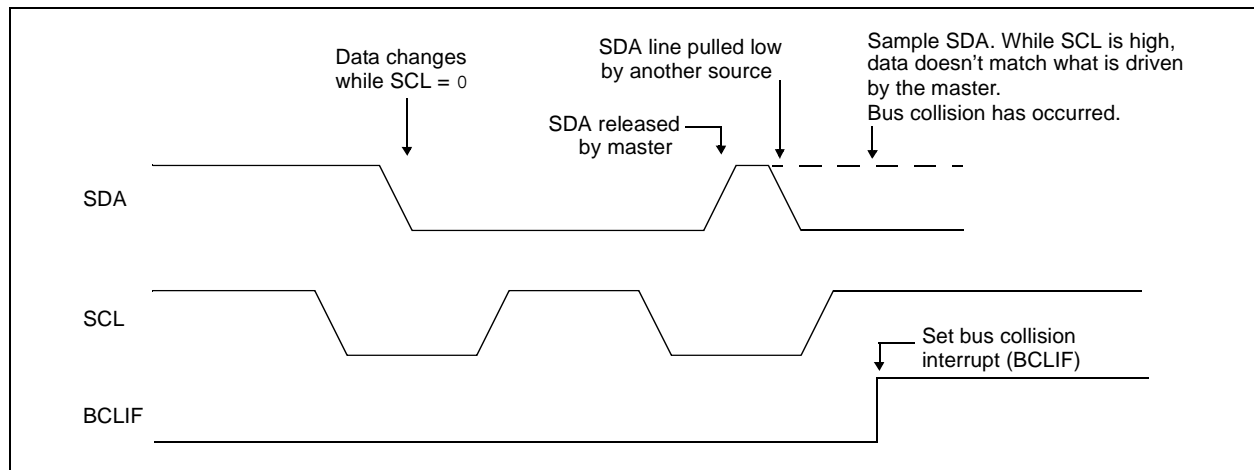 Data changes
while SCL = 0
SDA line pulled low
by another source
Sample SDA. While SCL is high,
data doesn't match what is driven
by the master.
Bus collision has occurred.
SDA released
by master
SDA
SCL
Set bus collision
interrupt (BCLIF)
BCLIF